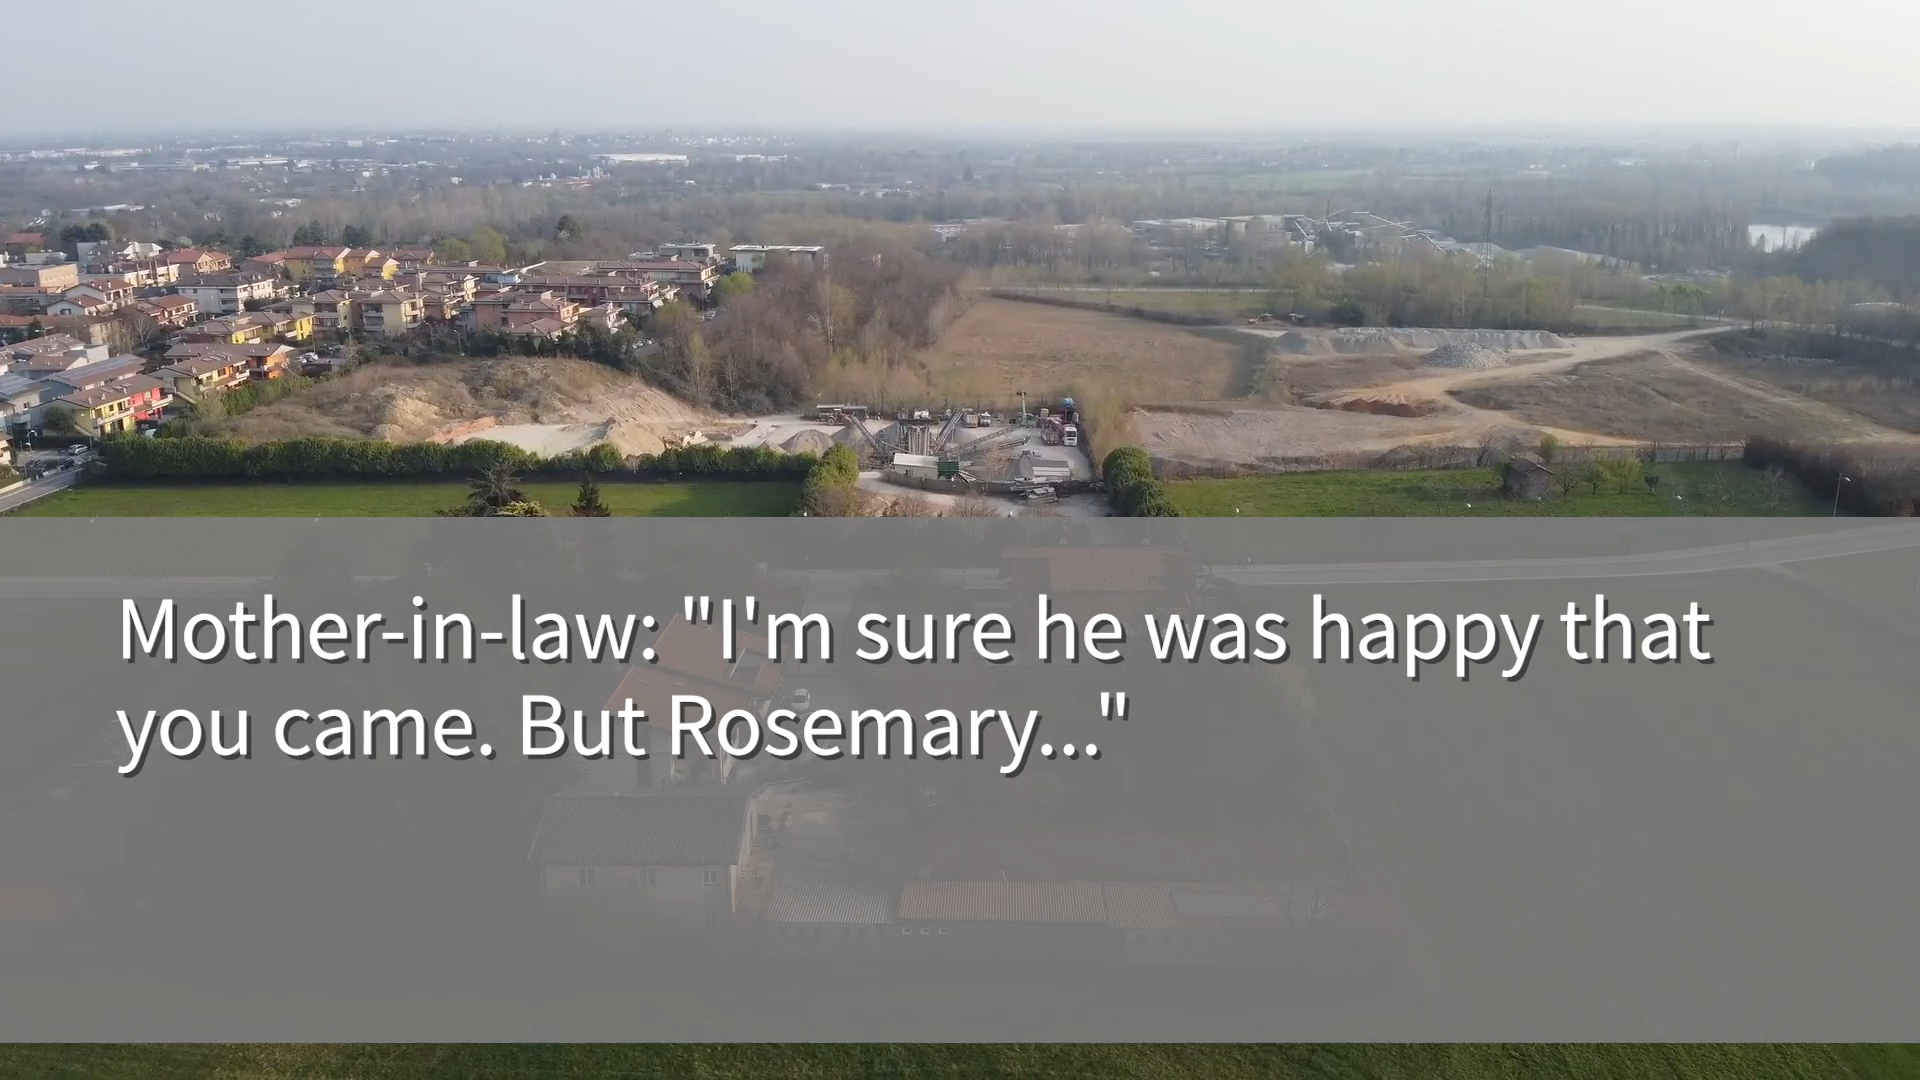 Mother-in-law: "I'm sure he was happy that
you came. But Rosemary..."